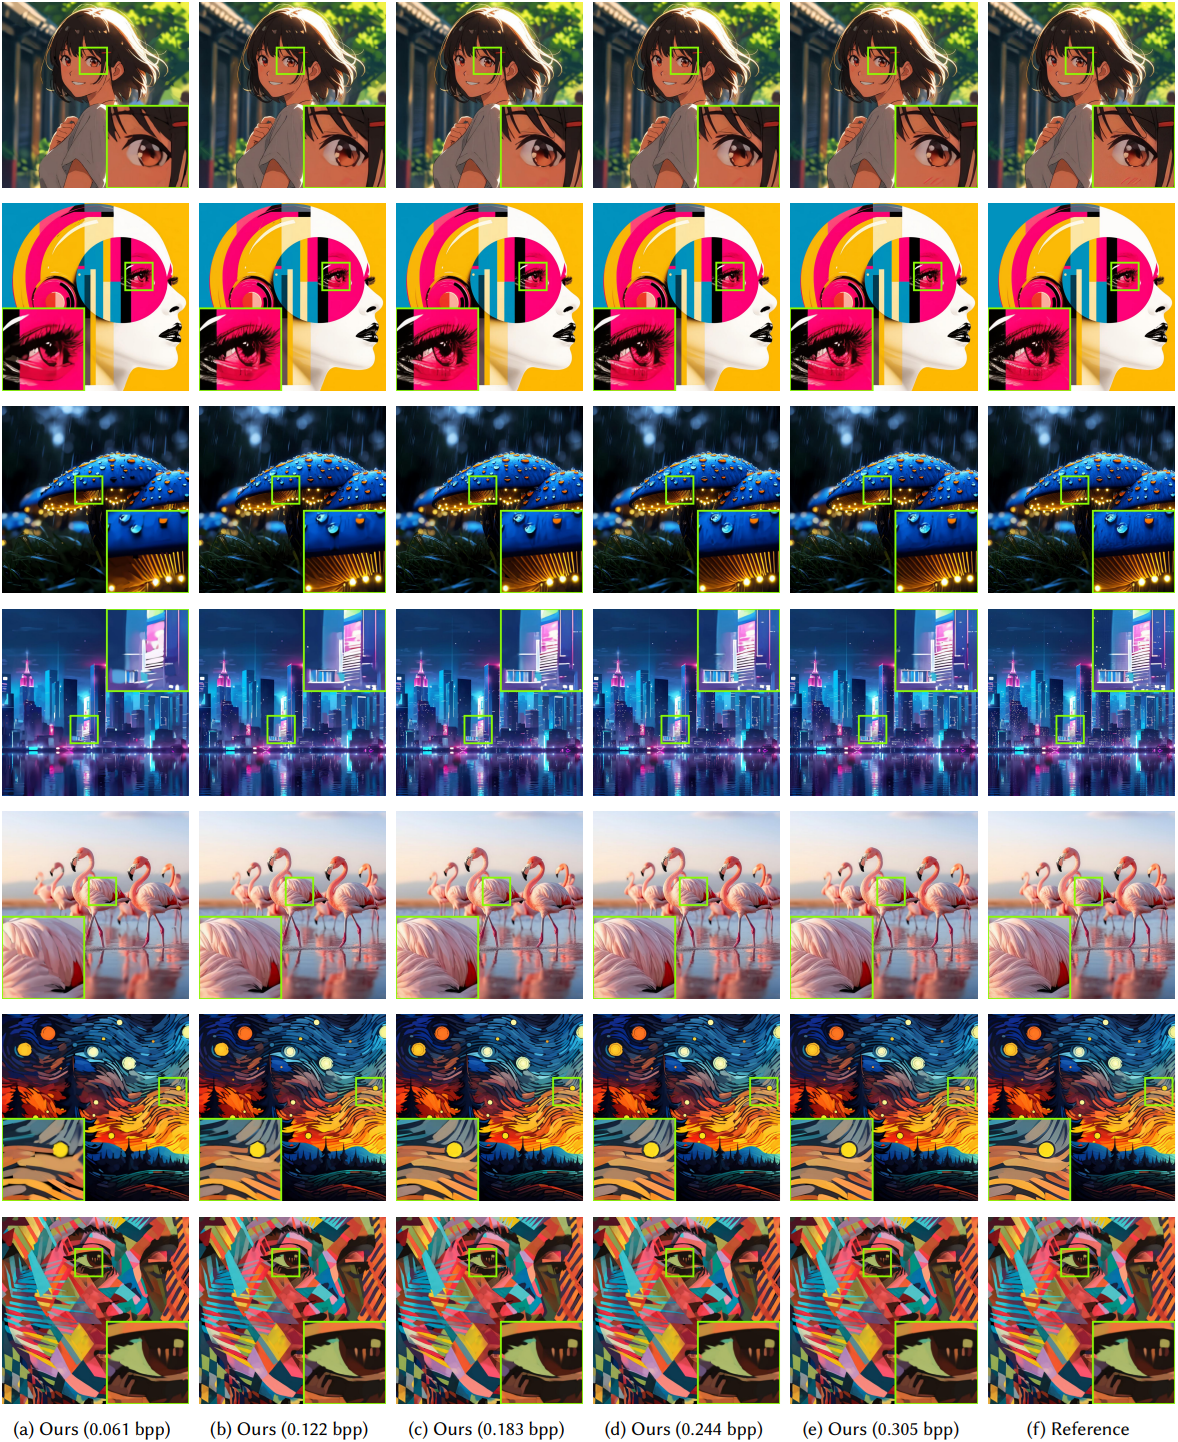 (a) Ours (0.061 bpp)
(b) Ours (0.122 bpp)
(c) Ours (0.183 bpp)
(d) Ours (0.244 bpp)
(e) Ours (0.305 bpp)
(f) Reference